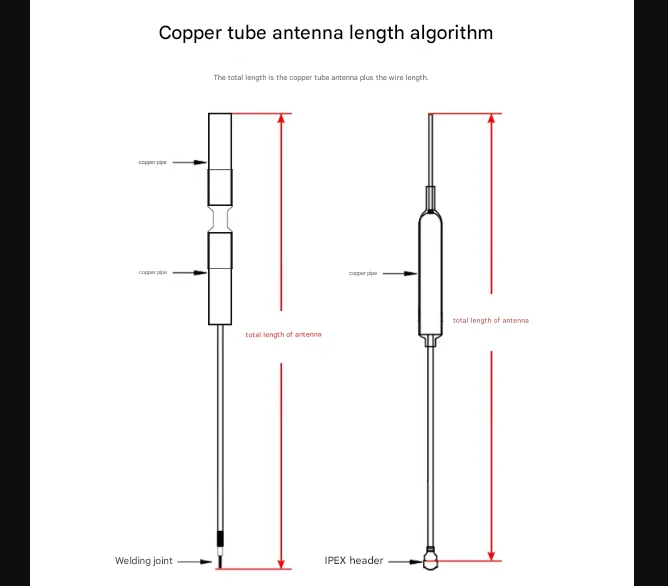 Copper tube antenna length algorithm
The total length is the copper tube antenna plus the wire length.
copper pipe
copper pipe
copper pipe
total length of antenna
total length of antenna
Welding joint
IPEX header